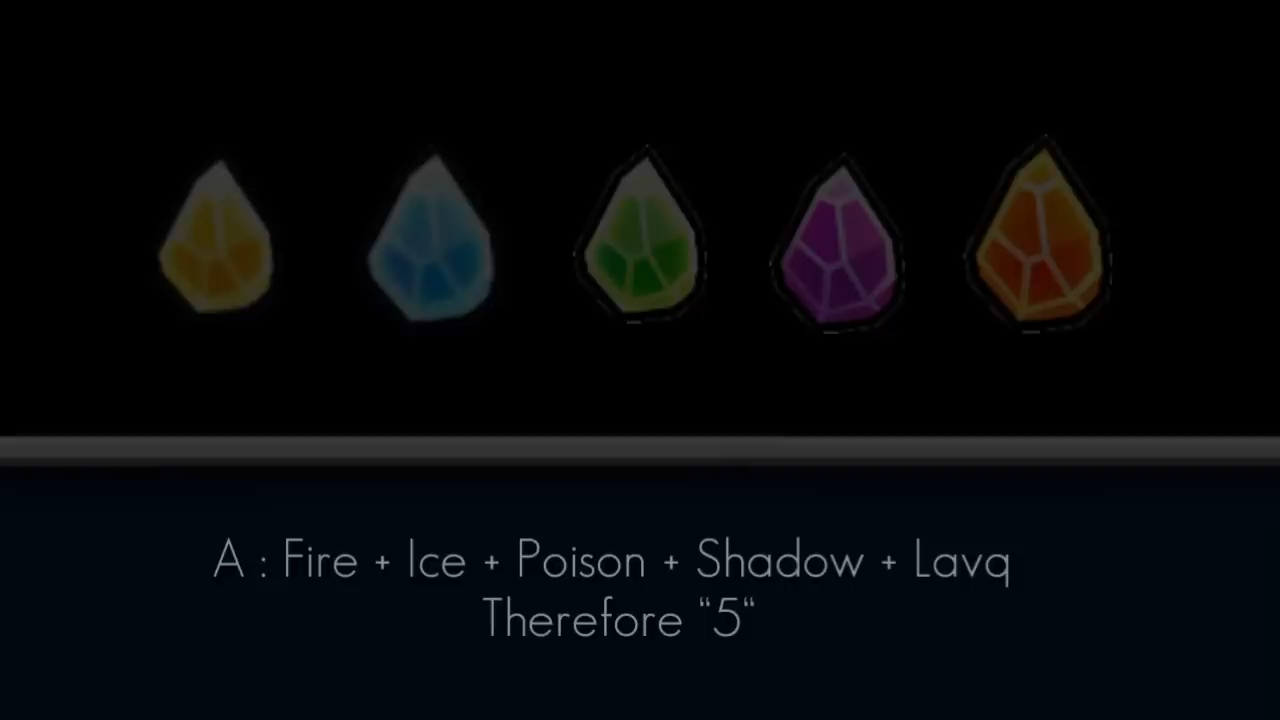 A : Fire + Ice + Poison + Shadow + Lavq
Therefore “5“